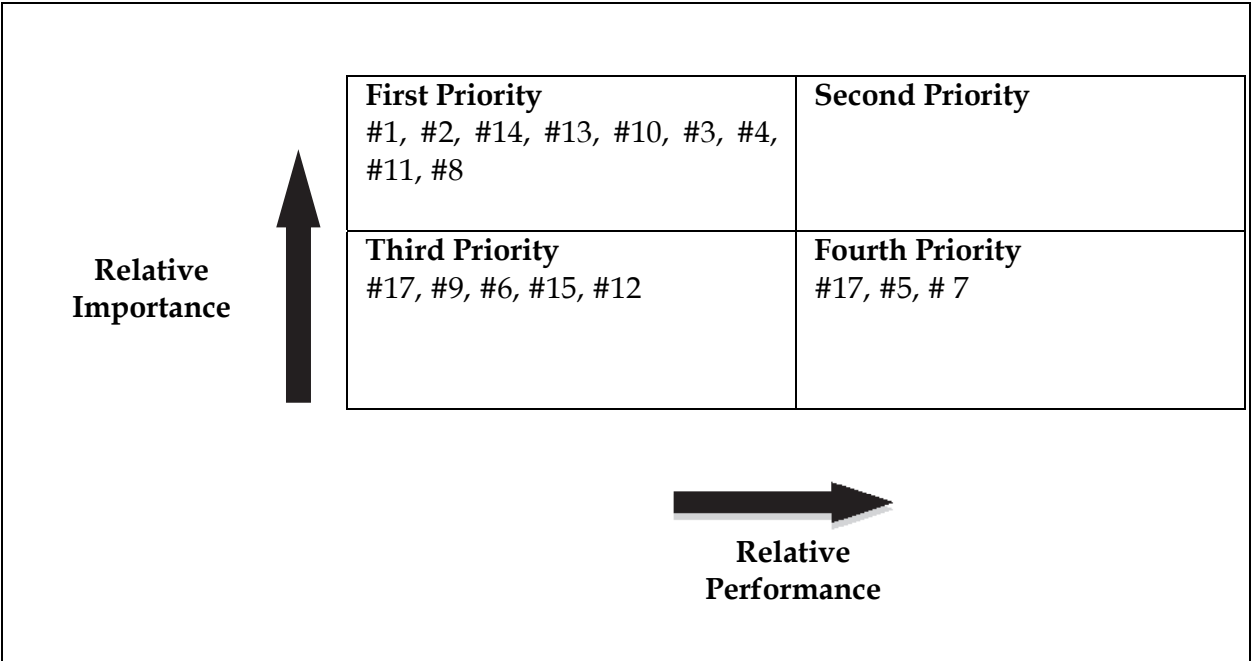 First Priority
#1, #2, #14, #13, #10, #3, #4,
#11, #8
Second Priority
Third Priority
#17, #9, #6, #15, #12
Fourth Priority
#17, #5, # 7
Relative
Importance
Relative
Performance